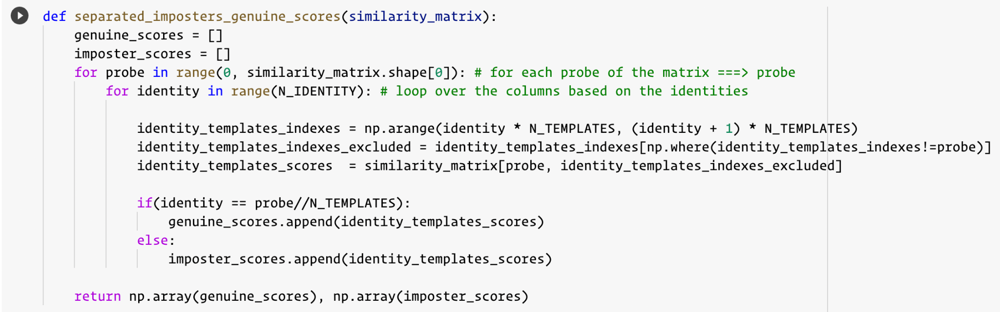 def separated_imposters_genuine_scores(similarity_matrix):
    genuine_scores = []
    imposter_scores = []
    for probe in range(0, similarity_matrix.shape[0]): # for each probe of the matrix ===> probe
        for identity in range(N_IDENTITY): # loop over the columns based on the identities
            identity_templates_indexes = np.arange(identity * N_TEMPLATES, (identity + 1) * N_TEMPLATES)
            identity_templates_indexes_excluded = identity_templates_indexes[np.where(identity_templates_indexes!=probe)]
            identity_templates_scores  = similarity_matrix[probe, identity_templates_indexes_excluded]
            if(identity == probe//N_TEMPLATES):
                genuine_scores.append(identity_templates_scores)
            else:
                imposter_scores.append(identity_templates_scores)
    return np.array(genuine_scores), np.array(imposter_scores)